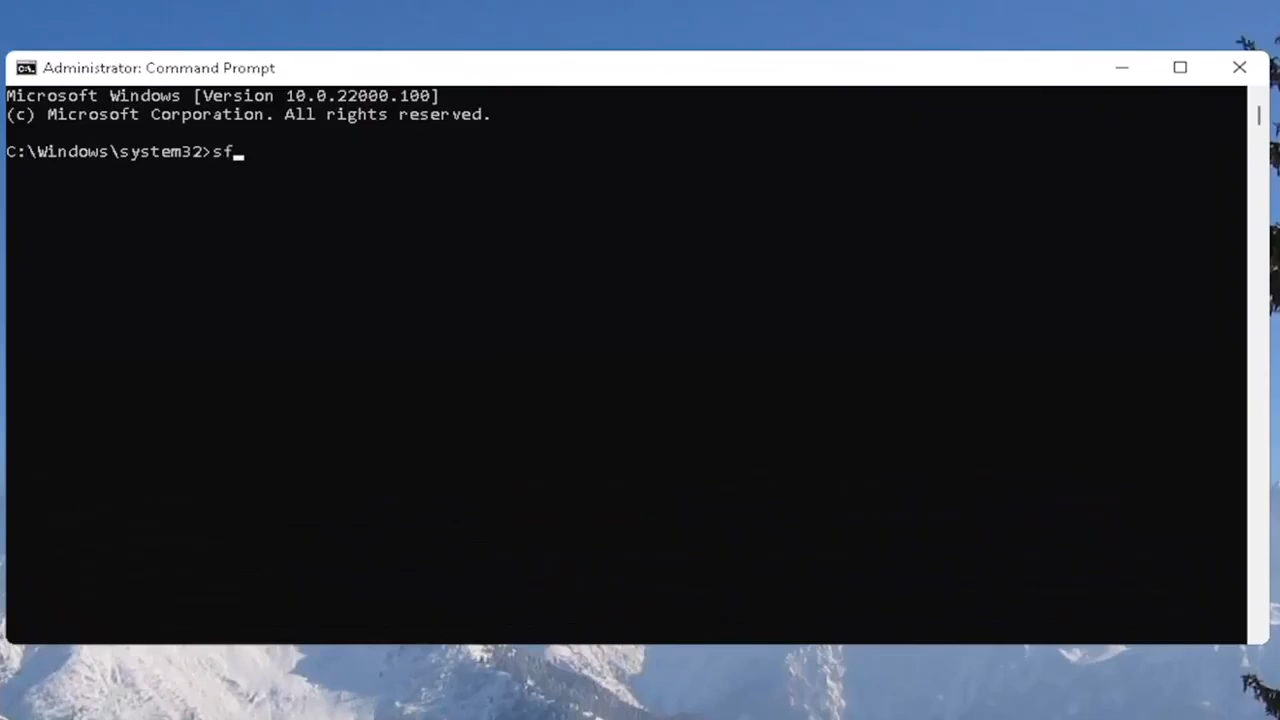 Administrator: Command Prompt
Microsoft Windows [Version 10.0.22000.100]
(c) Microsoft Corporation. All rights reserved.
C:\Windows\system32>sf